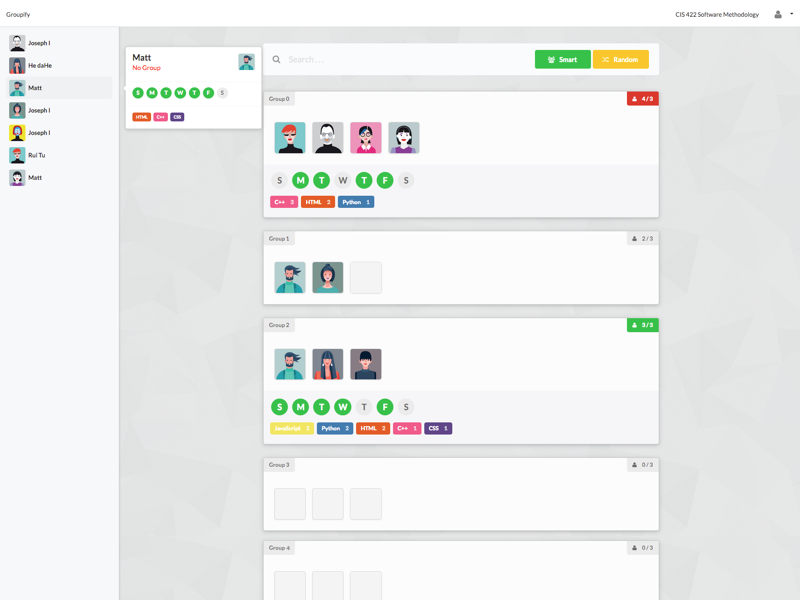 Groupify
CIS 422 Software Methodology
Joseph I
He daHe
Matt
Joseph I
Joseph I
Rui Tu
Matt
Matt
No Group
S M T W T F S
HTML C++ CSS
Search ...
Smart
Random
Group 0
4 / 3
S M T W T F S
C++ 3 HTML 2 Python 1
Group 1
2 / 3
Group 2
3 / 3
S M T W T F S
JavaScript 2 Python 2 HTML 2 C++ 1 CSS 1
Group 3
0 / 3
Group 4
0 / 3